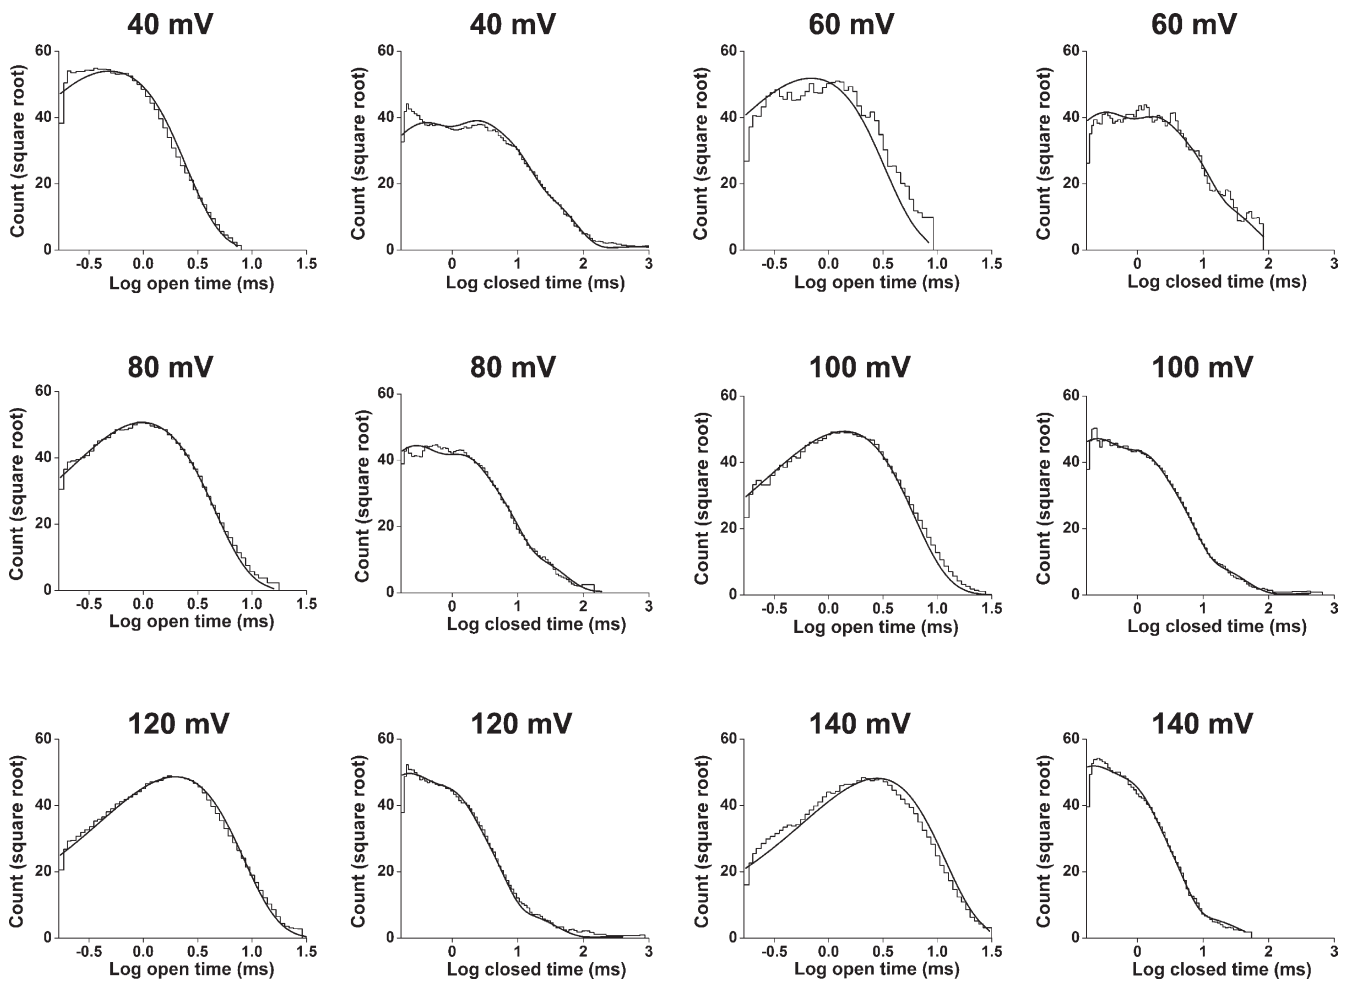 40 mV 40 mV 60 mV 60 mV
60 60 60 60
40 40 40 40
20 20 20 20
0 0 0 0
Count (square root) Count (square root) Count (square root) Count (square root)
-0.5 0.0 0.5 1.0 1.5 0 1 2 3 -0.5 0.0 0.5 1.0 1.5 0 1 2 3
Log open time (ms) Log closed time (ms) Log open time (ms) Log closed time (ms)
80 mV 80 mV 100 mV 100 mV
60 60 60 60
40 40 40 40
20 20 20 20
0 0 0 0
Count (square root) Count (square root) Count (square root) Count (square root)
-0.5 0.0 0.5 1.0 1.5 0 1 2 3 -0.5 0.0 0.5 1.0 1.5 0 1 2 3
Log open time (ms) Log closed time (ms) Log open time (ms) Log closed time (ms)
120 mV 120 mV 140 mV 140 mV
60 60 60 60
40 40 40 40
20 20 20 20
0 0 0 0
Count (square root) Count (square root) Count (square root) Count (square root)
-0.5 0.0 0.5 1.0 1.5 0 1 2 3 -0.5 0.0 0.5 1.0 1.5 0 1 2 3
Log open time (ms) Log closed time (ms) Log open time (ms) Log closed time (ms)